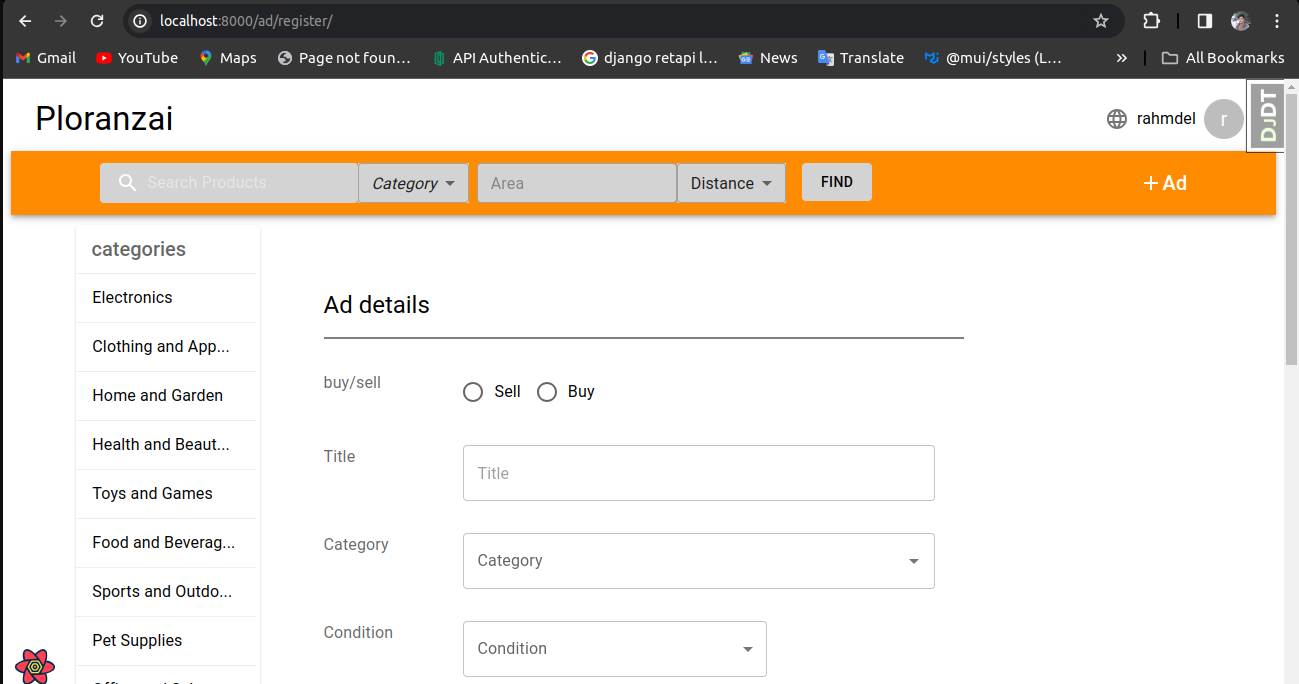 localhost:8000/ad/register/
Gmail YouTube Maps Page not foun... API Authentic... django retapi l... News Translate @mui/styles (L... » All Bookmarks
Ploranzai
rahmdel r
DJDT
Search Products Category Area Distance FIND + Ad
categories
Electronics
Clothing and App...
Home and Garden
Health and Beaut...
Toys and Games
Food and Beverag...
Sports and Outdo...
Pet Supplies
Ad details
buy/sell Sell Buy
Title Title
Category Category
Condition Condition